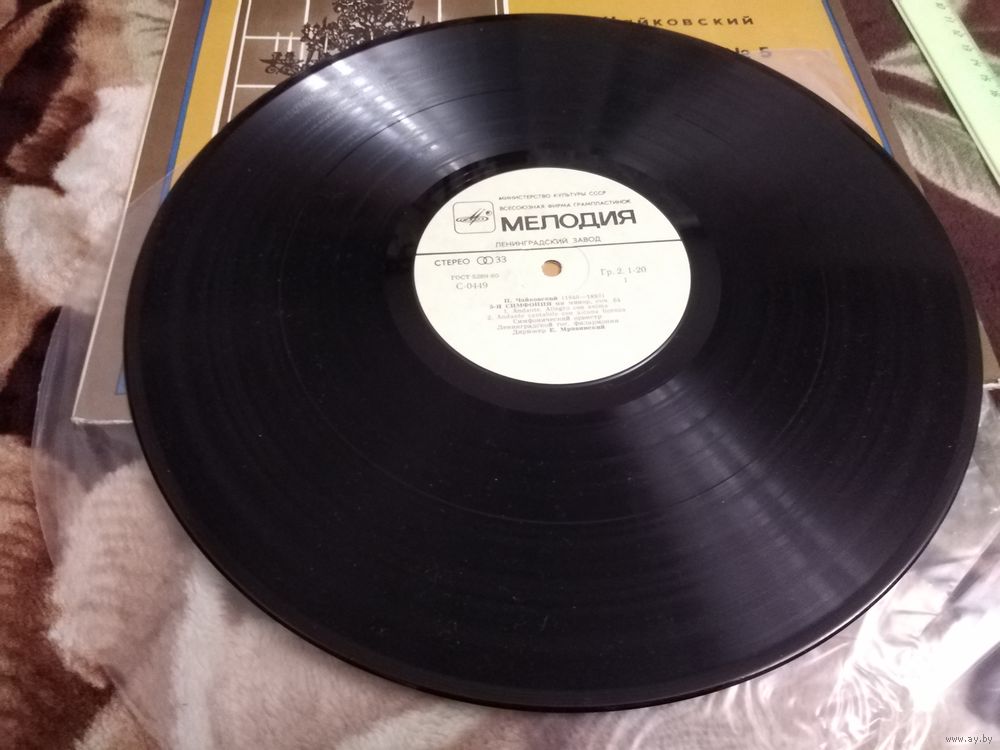 Чайковский
№ 5
МИНИСТЕРСТВО КУЛЬТУРЫ СССР
ВСЕСОЮЗНАЯ ФИРМА ГРАМПЛАСТИНОК
МЕЛОДИЯ
ЛЕНИНГРАДСКИЙ ЗАВОД
СТЕРЕО 33
ГОСТ 5289-80
С-0449
Гр. 2. 1-20
1
П. Чайковский (1840—1893)
5-Я СИМФОНИЯ ми минор, соч. 64
1. Andante. Allegro con anima
2. Andante cantabile con alcuna licenza
Симфонический оркестр
Ленинградской гос. филармонии
Дирижер Е. Мравинский
www.ay.by